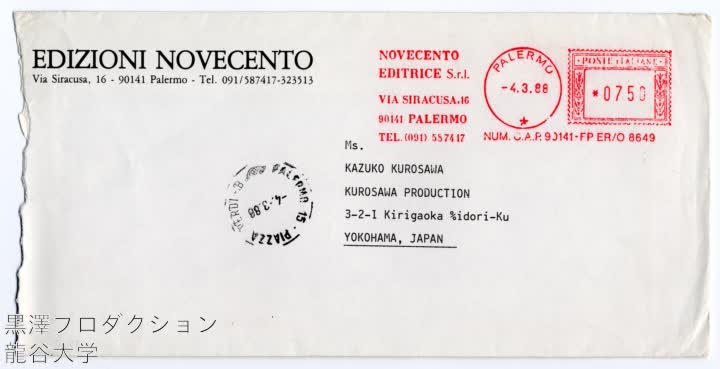 EDIZIONI NOVECENTO
Via Siracusa, 16 - 90141 Palermo - Tel. 091/587417-323513
NOVECENTO
EDITRICE S.r.l.
VIA SIRACUSA,16
90141 PALERMO
TEL. (091) 587417
PALERMO
-4.3.88
POSTE ITALIANE
*0750
NUM. C.A.P. 90141-FP ER/O 8649
Ms.
KAZUKO KUROSAWA
KUROSAWA PRODUCTION
3-2-I Kirigaoka %idori-Ku
YOKOHAMA, JAPAN
PALERMO 15 - PIAZZA VERDI
-4.3.88
黒澤プロダクション
龍谷大学